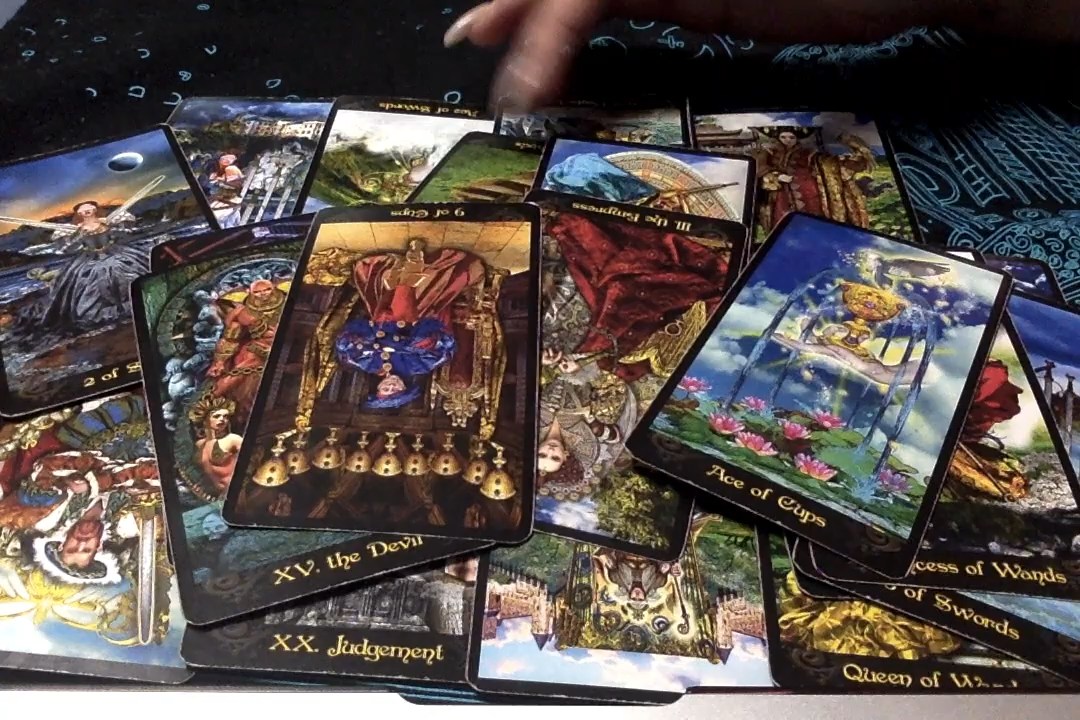 Ace of Swords
9 of Cups
III. the Empress
2 of S
Ace of Cups
XV. the Devil
cess of Wands
of Swords
XX. Judgement
Queen of